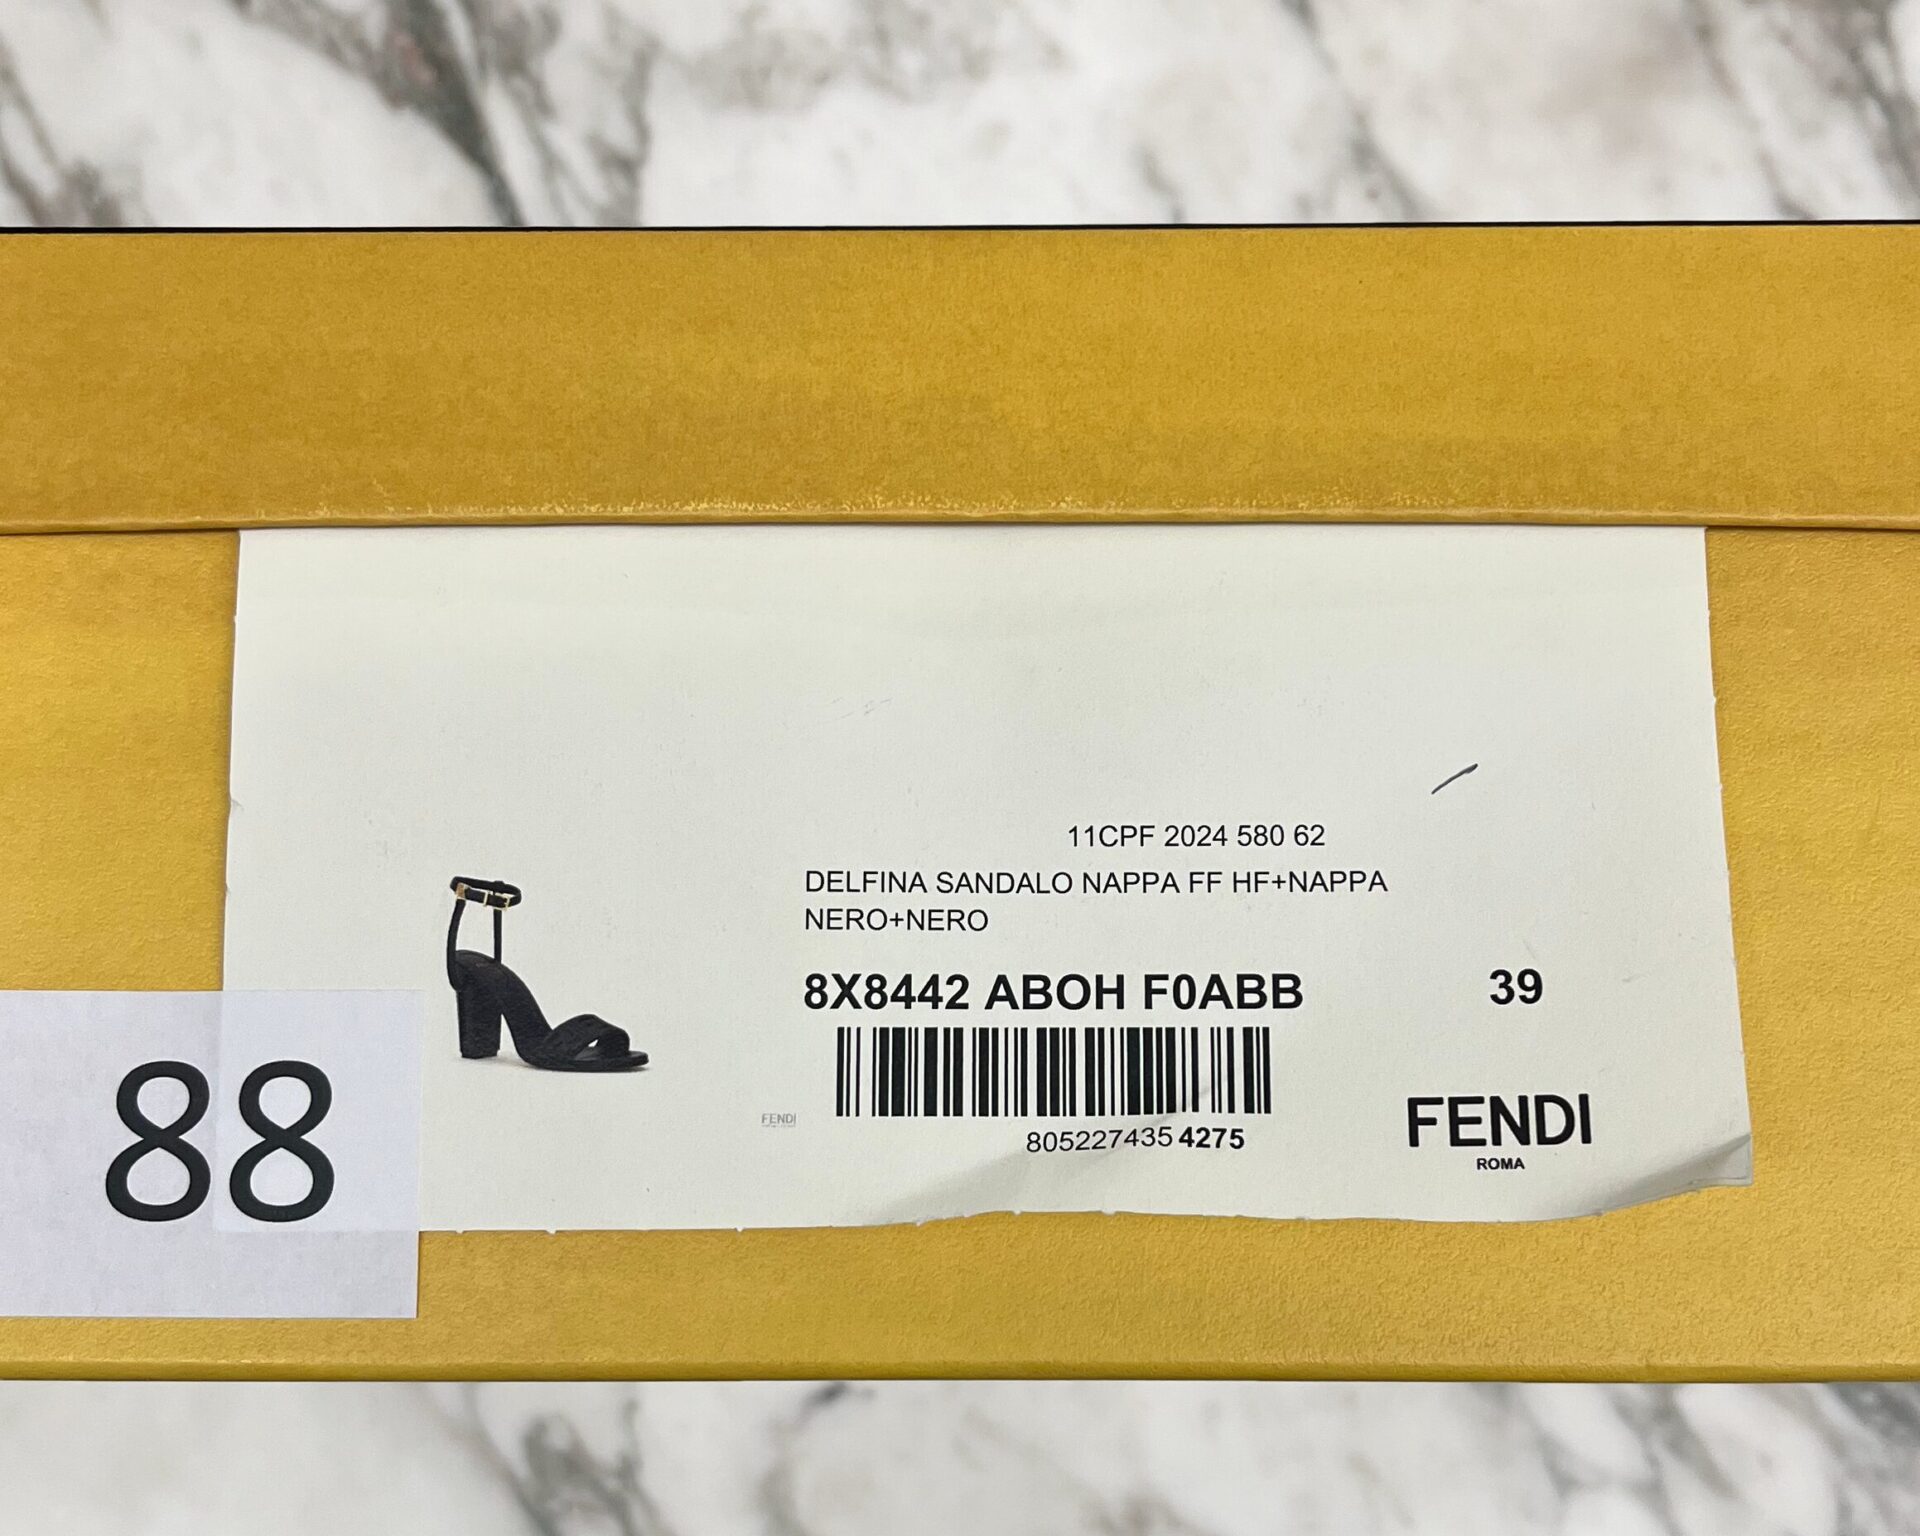 11CPF 2024 580 62
DELFINA SANDALO NAPPA FF HF+NAPPA
NERO+NERO
8X8442 ABOH F0ABB 39
805227435 4275
FENDI
FENDI
ROMA
88